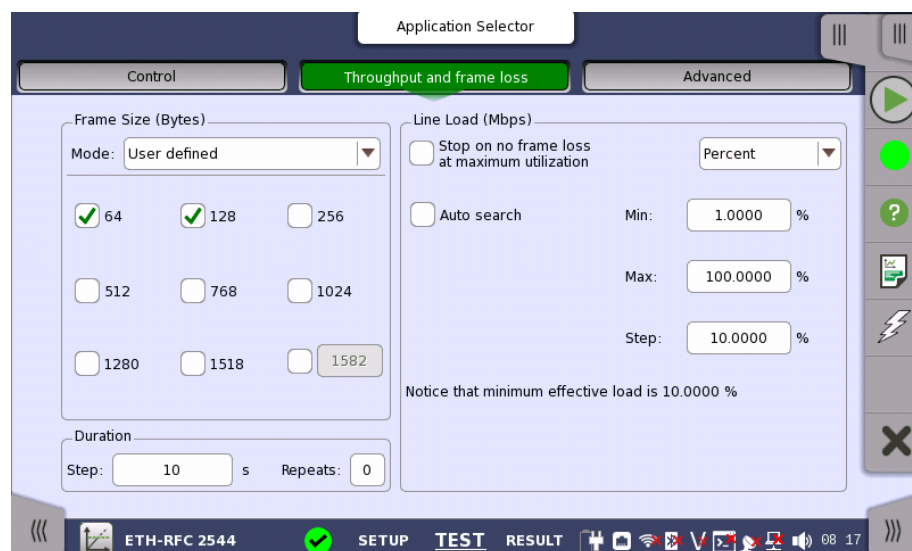 Application Selector
Control
Throughput and frame loss
Advanced
Frame Size (Bytes)
Mode: User defined
64 128 256
512 768 1024
1280 1518 1582
Duration
Step: 10 s Repeats: 0
Line Load (Mbps)
Stop on no frame loss
at maximum utilization
Percent
Auto search
Min: 1.0000 %
Max: 100.0000 %
Step: 10.0000 %
Notice that minimum effective load is 10.0000 %
ETH-RFC 2544 SETUP TEST RESULT 08 17